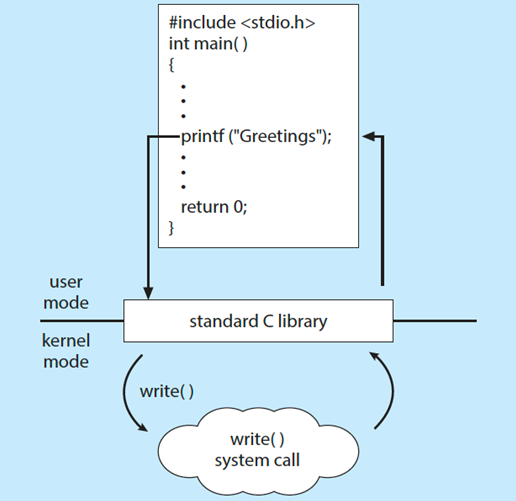 #include <stdio.h>
int main( )
{
•
•
•
printf ("Greetings");
•
•
•
return 0;
}
user
mode
standard C library
kernel
mode
write( )
write( )
system call